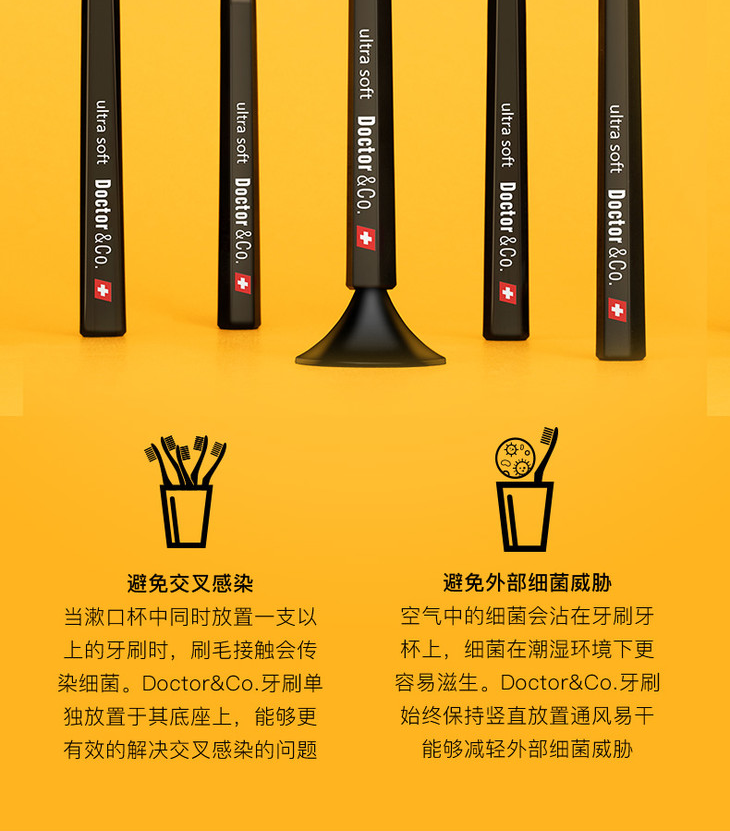 ultra soft Doctor &Co.
ultra soft Doctor &Co.
ultra soft Doctor &Co.
ultra soft Doctor &Co.
ultra soft Doctor &Co.
避免交叉感染
当漱口杯中同时放置一支以
上的牙刷时，刷毛接触会传
染细菌。Doctor&Co.牙刷单
独放置于其底座上，能够更
有效的解决交叉感染的问题
避免外部细菌威胁
空气中的细菌会沾在牙刷牙
杯上，细菌在潮湿环境下更
容易滋生。Doctor&Co.牙刷
始终保持竖直放置通风易干
能够减轻外部细菌威胁